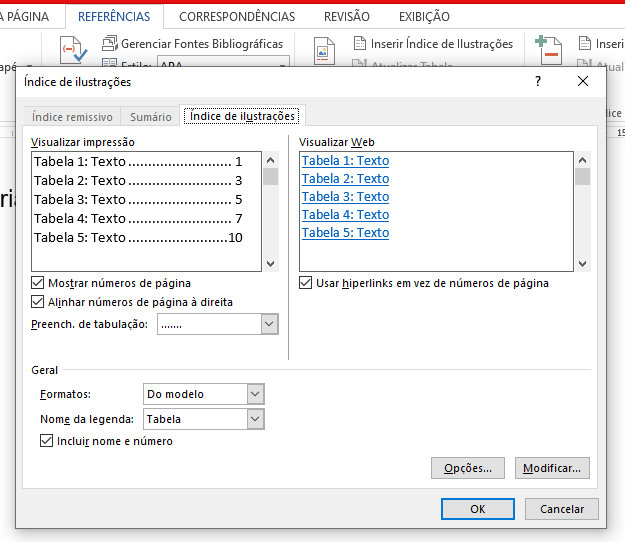 A PÁGINA REFERÊNCIAS CORRESPONDÊNCIAS REVISÃO EXIBIÇÃO
Gerenciar Fontes Bibliográficas Inserir Índice de Ilustrações Inseri
Estilo: APA Atualizar Tabela
Índice de ilustrações ? ×
Índice remissivo Sumário Índice de ilustrações
Visualizar impressão
Tabela 1: Texto ................................ 1
Tabela 2: Texto ................................ 3
Tabela 3: Texto ................................ 5
Tabela 4: Texto ................................ 7
Tabela 5: Texto ..............................10
Visualizar Web
Tabela 1: Texto
Tabela 2: Texto
Tabela 3: Texto
Tabela 4: Texto
Tabela 5: Texto
Mostrar números de página
Alinhar números de página à direita
Preench. de tabulação: .......
Usar hiperlinks em vez de números de página
Geral
Formatos: Do modelo
Nome da legenda: Tabela
Incluir nome e número
Opções... Modificar...
OK Cancelar